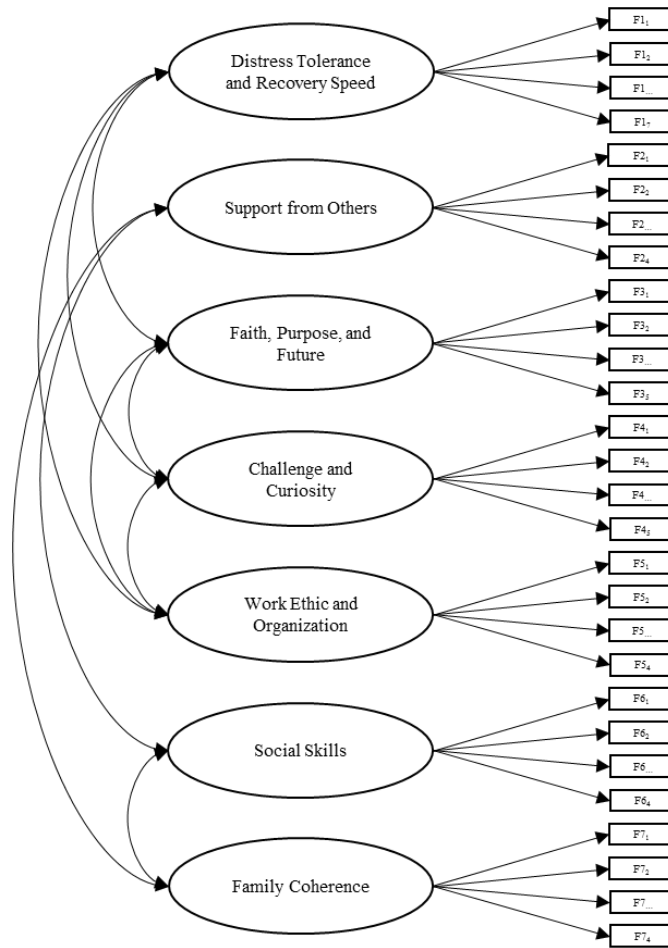 F1₁
Distress Tolerance
and Recovery Speed
F1₂
F1...
F1₇
F2₁
Support from Others
F2₂
F2...
F2₄
F3₁
Faith, Purpose, and
Future
F3₂
F3...
F3₅
F4₁
Challenge and
Curiosity
F4₂
F4...
F4₅
F5₁
Work Ethic and
Organization
F5₂
F5...
F5₄
F6₁
Social Skills
F6₂
F6...
F6₄
F7₁
Family Coherence
F7₂
F7...
F7₄